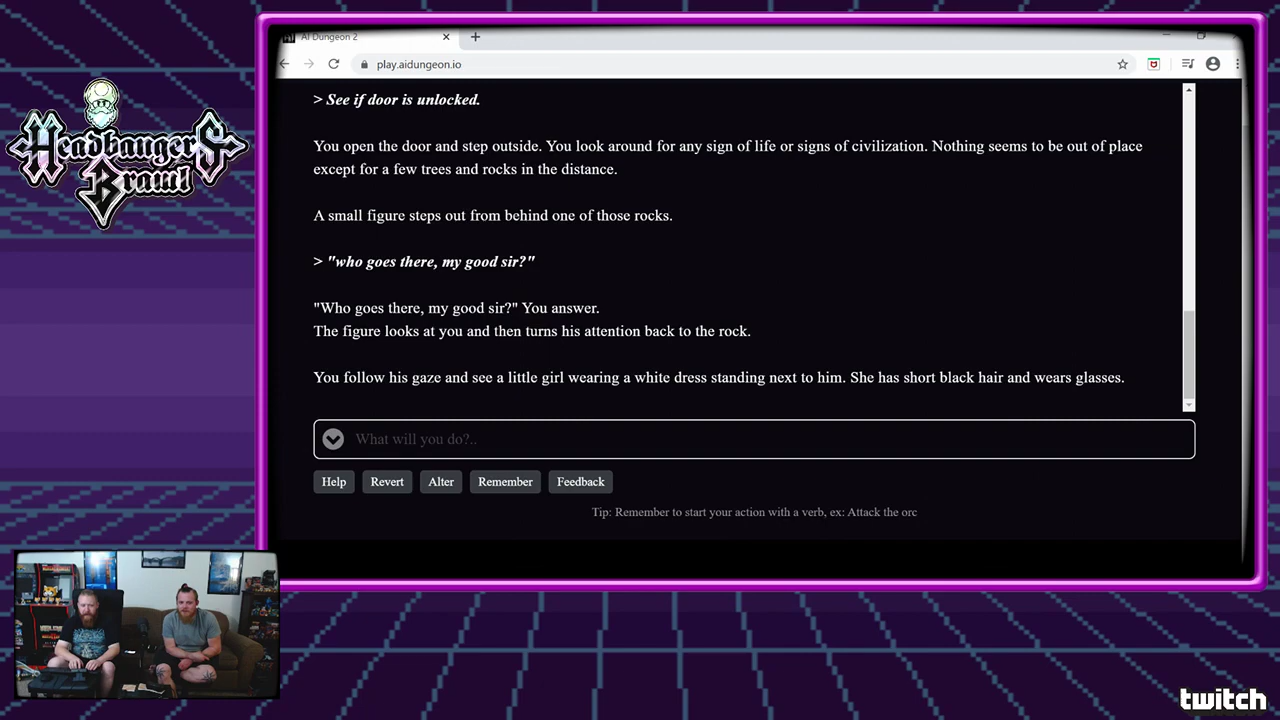 AI Dungeon 2
play.aidungeon.io
Headbangers
Brawl
> See if door is unlocked.
You open the door and step outside. You look around for any sign of life or signs of civilization. Nothing seems to be out of place
except for a few trees and rocks in the distance.
A small figure steps out from behind one of those rocks.
> "who goes there, my good sir?"
"Who goes there, my good sir?" You answer.
The figure looks at you and then turns his attention back to the rock.
You follow his gaze and see a little girl wearing a white dress standing next to him. She has short black hair and wears glasses.
What will you do?..
Help Revert Alter Remember Feedback
Tip: Remember to start your action with a verb, ex: Attack the orc
twitch